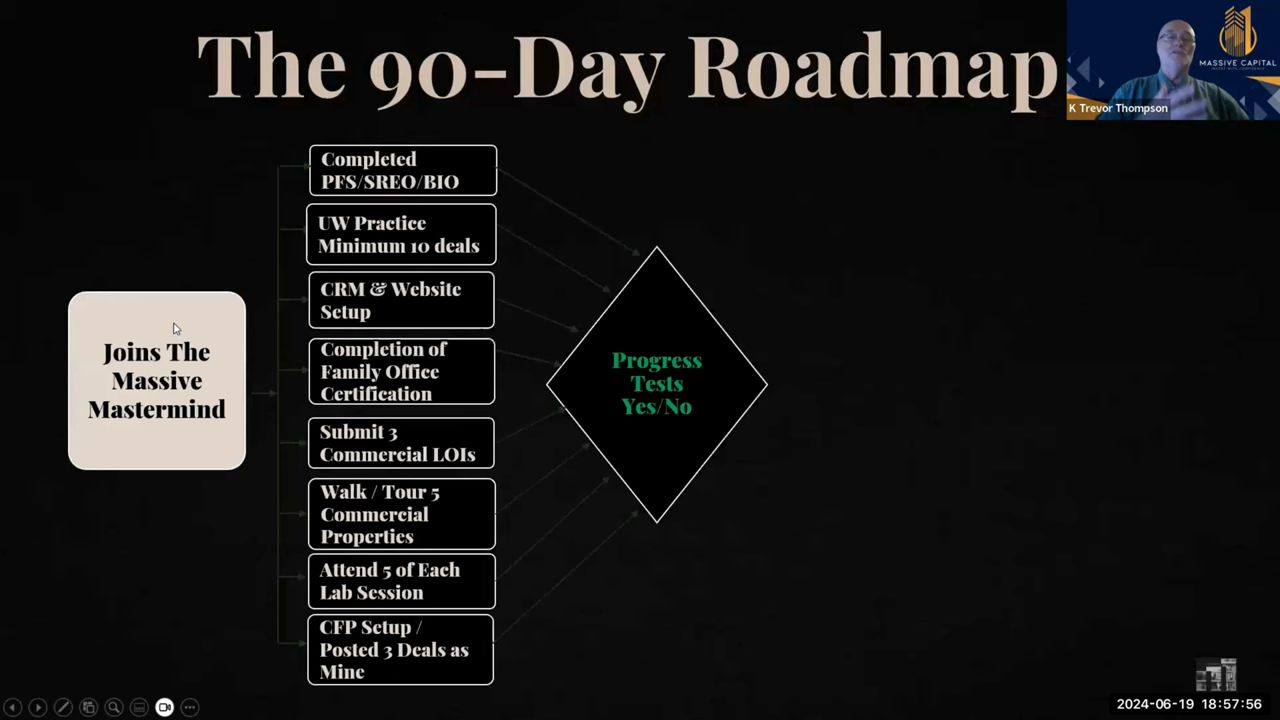 The 90-Day Roadmap
MASSIVE CAPITAL
K Trevor Thompson
Completed
PFS/SREO/BIO
UW Practice
Minimum 10 deals
CRM & Website
Setup
Completion of
Family Office
Certification
Submit 3
Commercial LOIs
Walk / Tour 5
Commercial
Properties
Attend 5 of Each
Lab Session
CFP Setup /
Posted 3 Deals as
Mine
Joins The
Massive
Mastermind
Progress
Tests
Yes/No
2024-06-19 18:57:56